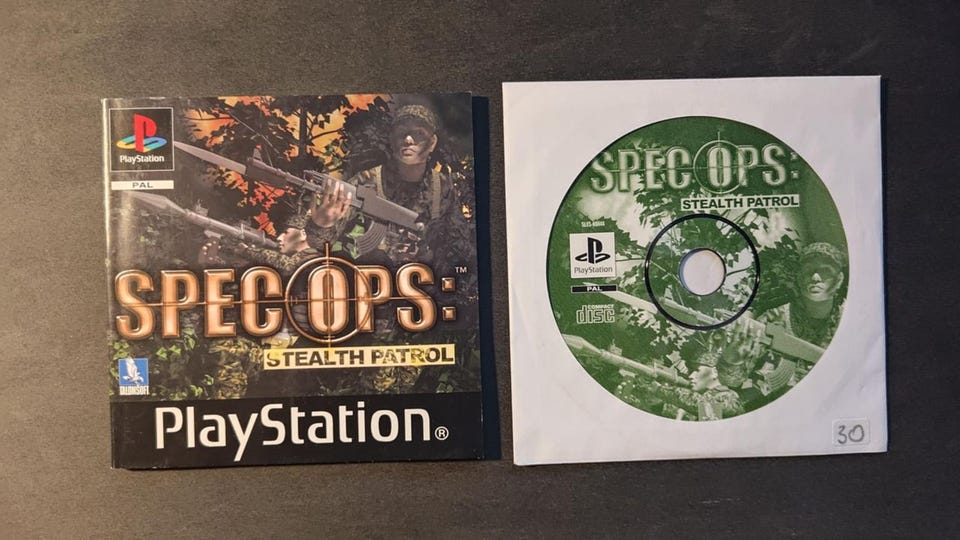 PlayStation
PAL
SPEC OPS:™
STEALTH PATROL
TALONSOFT
PlayStation®
SPEC OPS:
STEALTH PATROL
PlayStation
PAL
COMPACT
disc
30